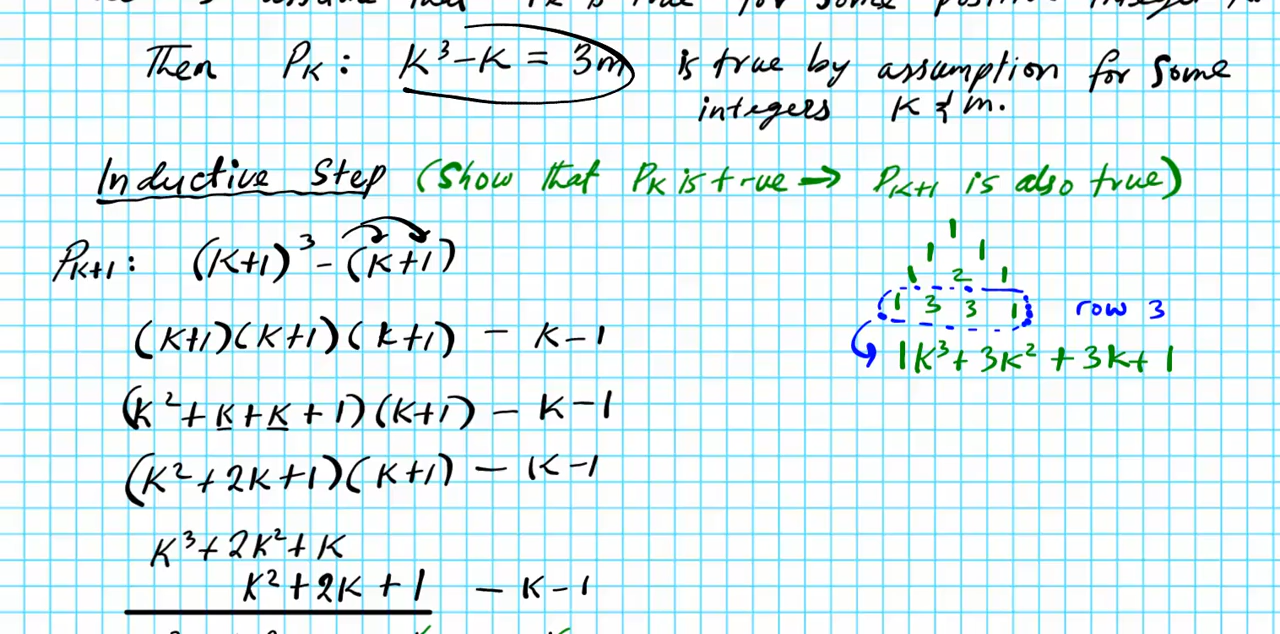 Then P_K : K³ - K = 3m is true by assumption for some
integers K & m.
Inductive Step (Show that P_K is true → P_K+1 is also true)
P_K+1 : (K+1)³ - (K+1)
(K+1)(K+1)(K+1) - K - 1
(K² + K + K + 1)(K+1) - K - 1
(K² + 2K + 1)(K+1) - K - 1
K³ + 2K² + K
K² + 2K + 1 - K - 1
1
1 1
1 2 1
1 3 3 1 row 3
1K³ + 3K² + 3K + 1